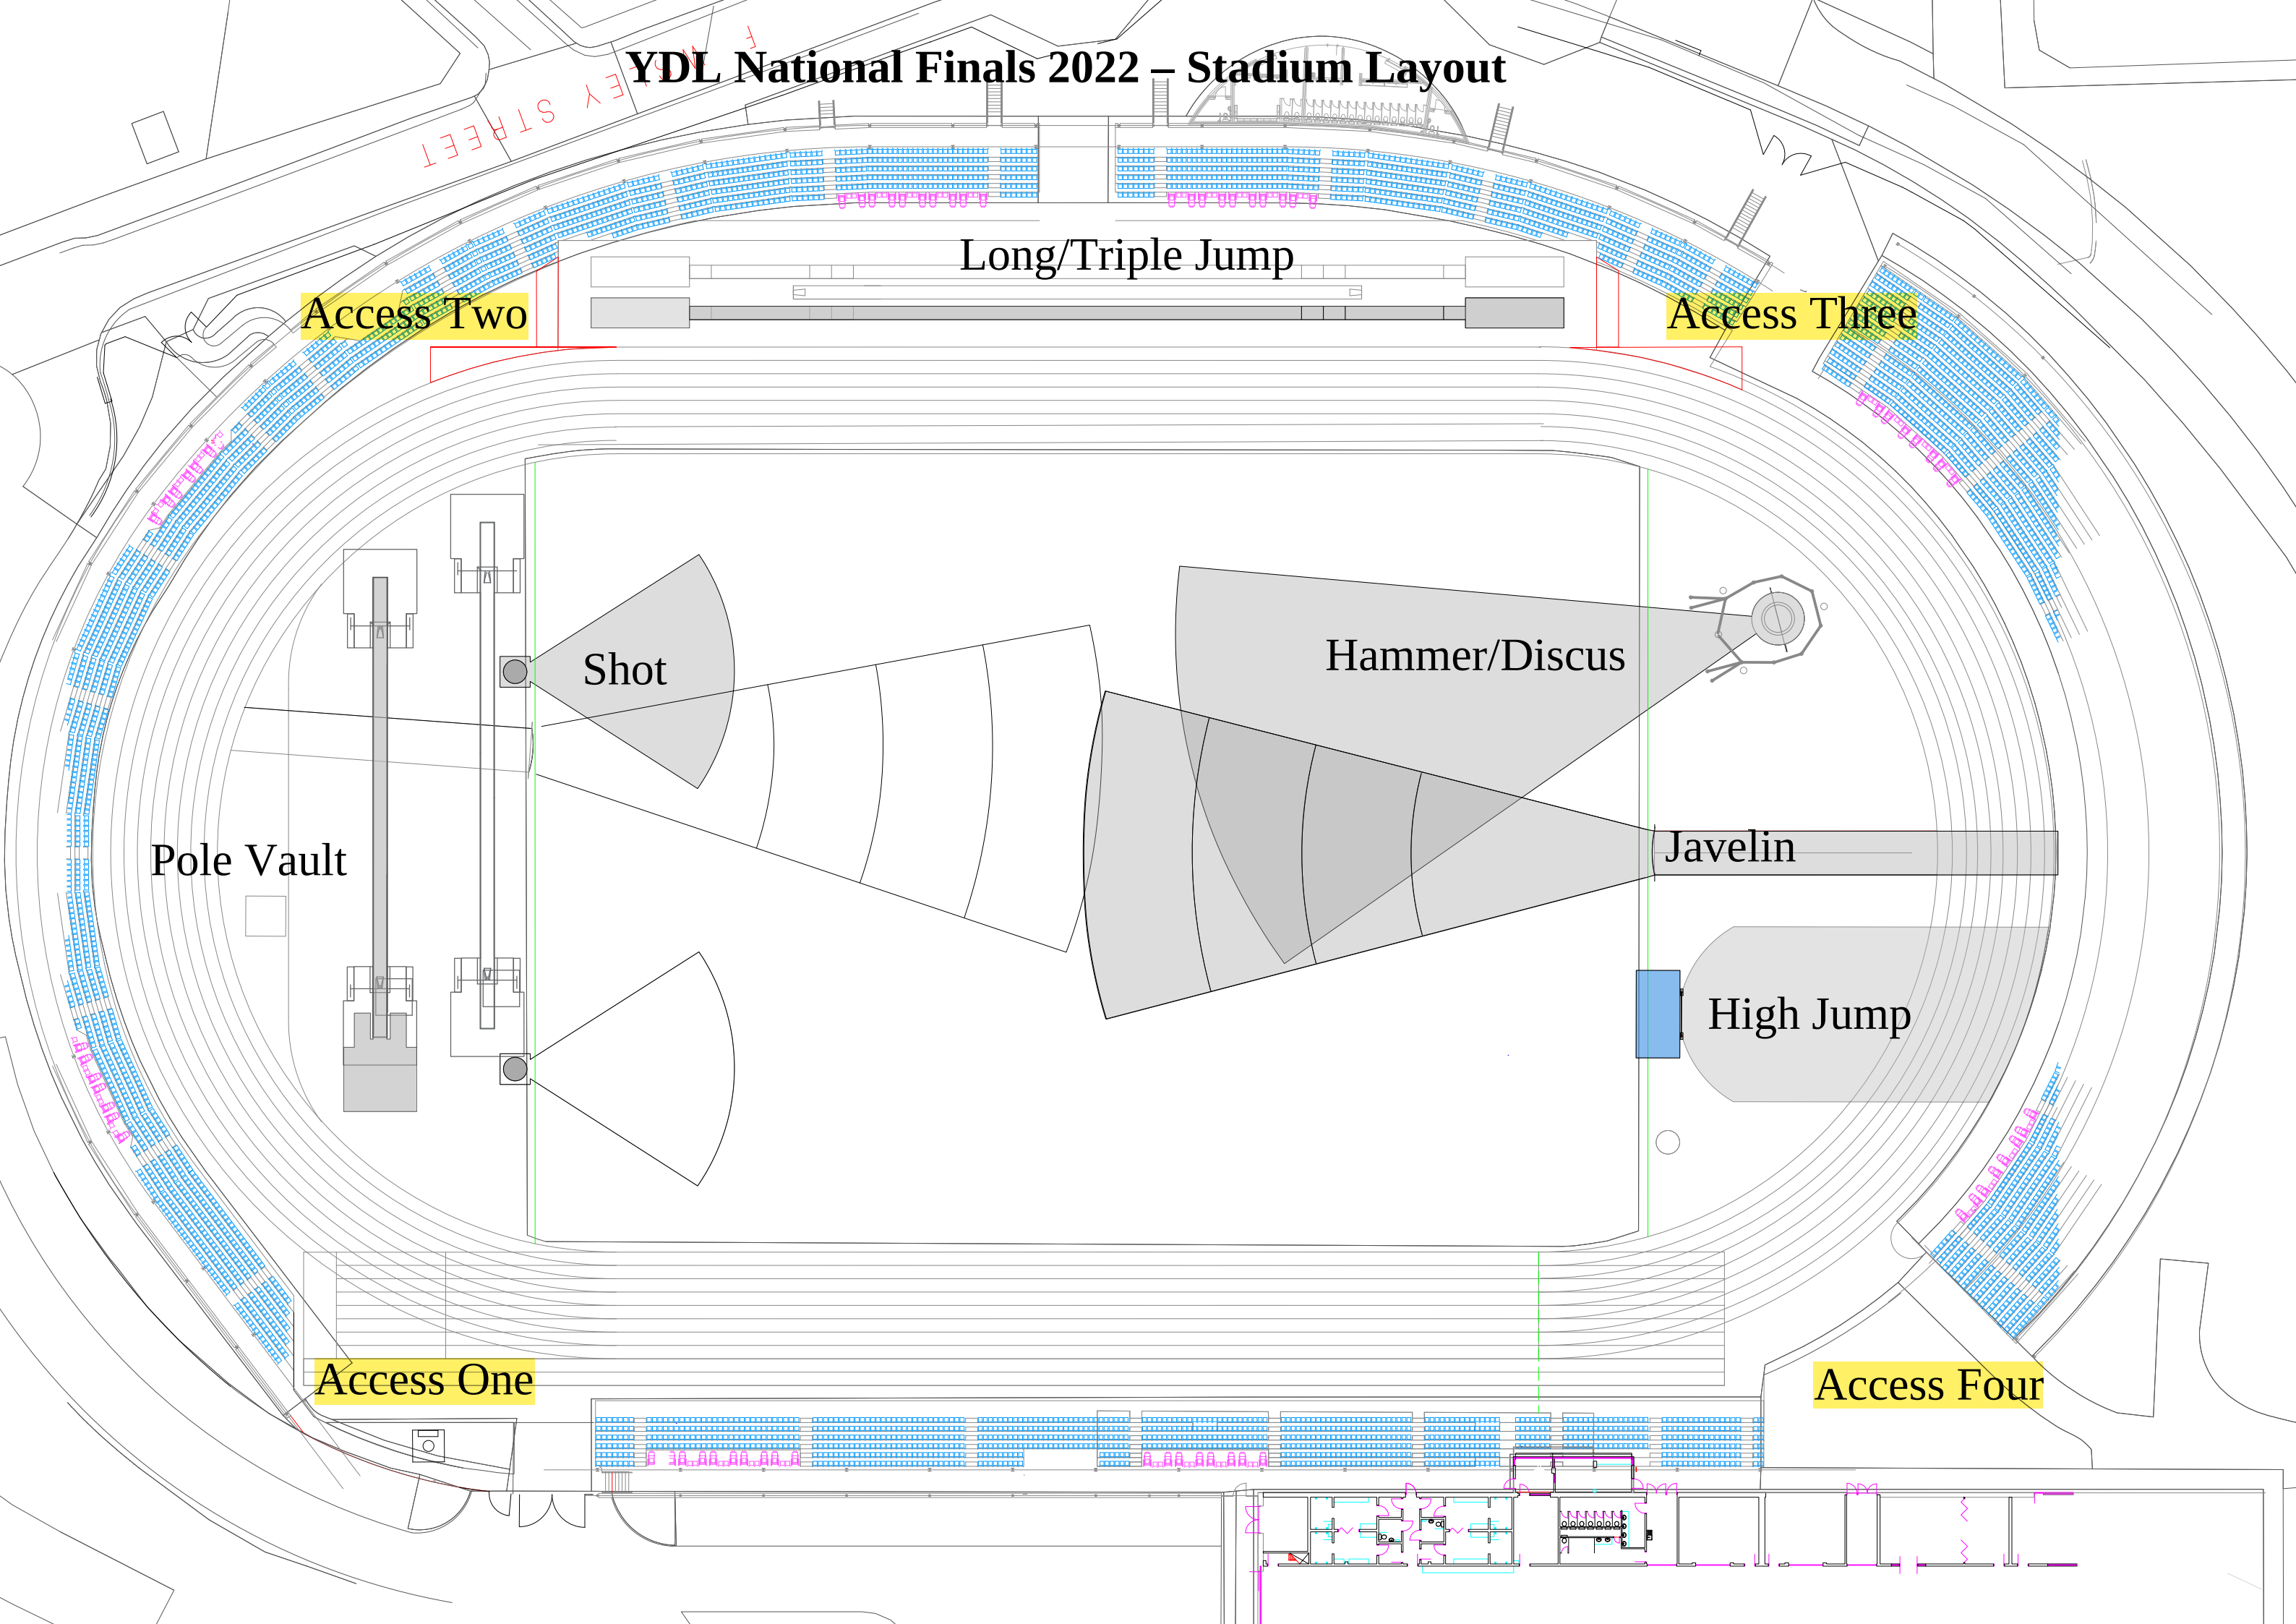 YDL National Finals 2022 – Stadium Layout
STREET
Long/Triple Jump
Access Two
Access Three
Shot
Hammer/Discus
Javelin
Pole Vault
High Jump
Access One
Access Four